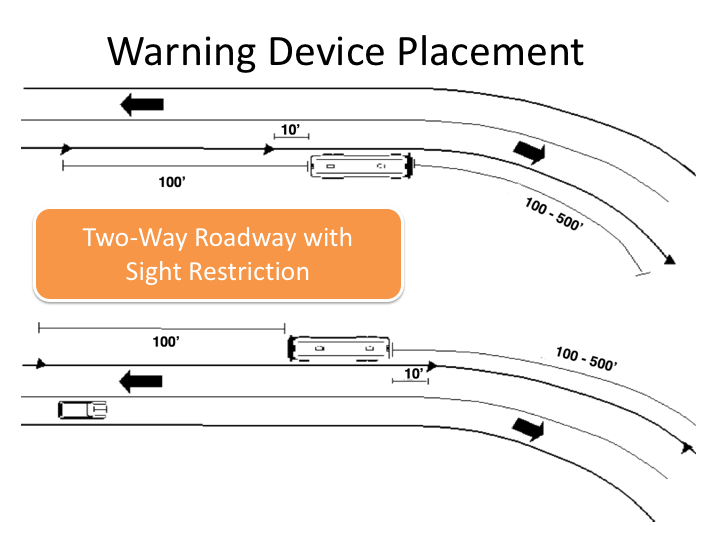 Warning Device Placement
10'
100'
100 - 500'
Two-Way Roadway with
Sight Restriction
100'
100 - 500'
10'